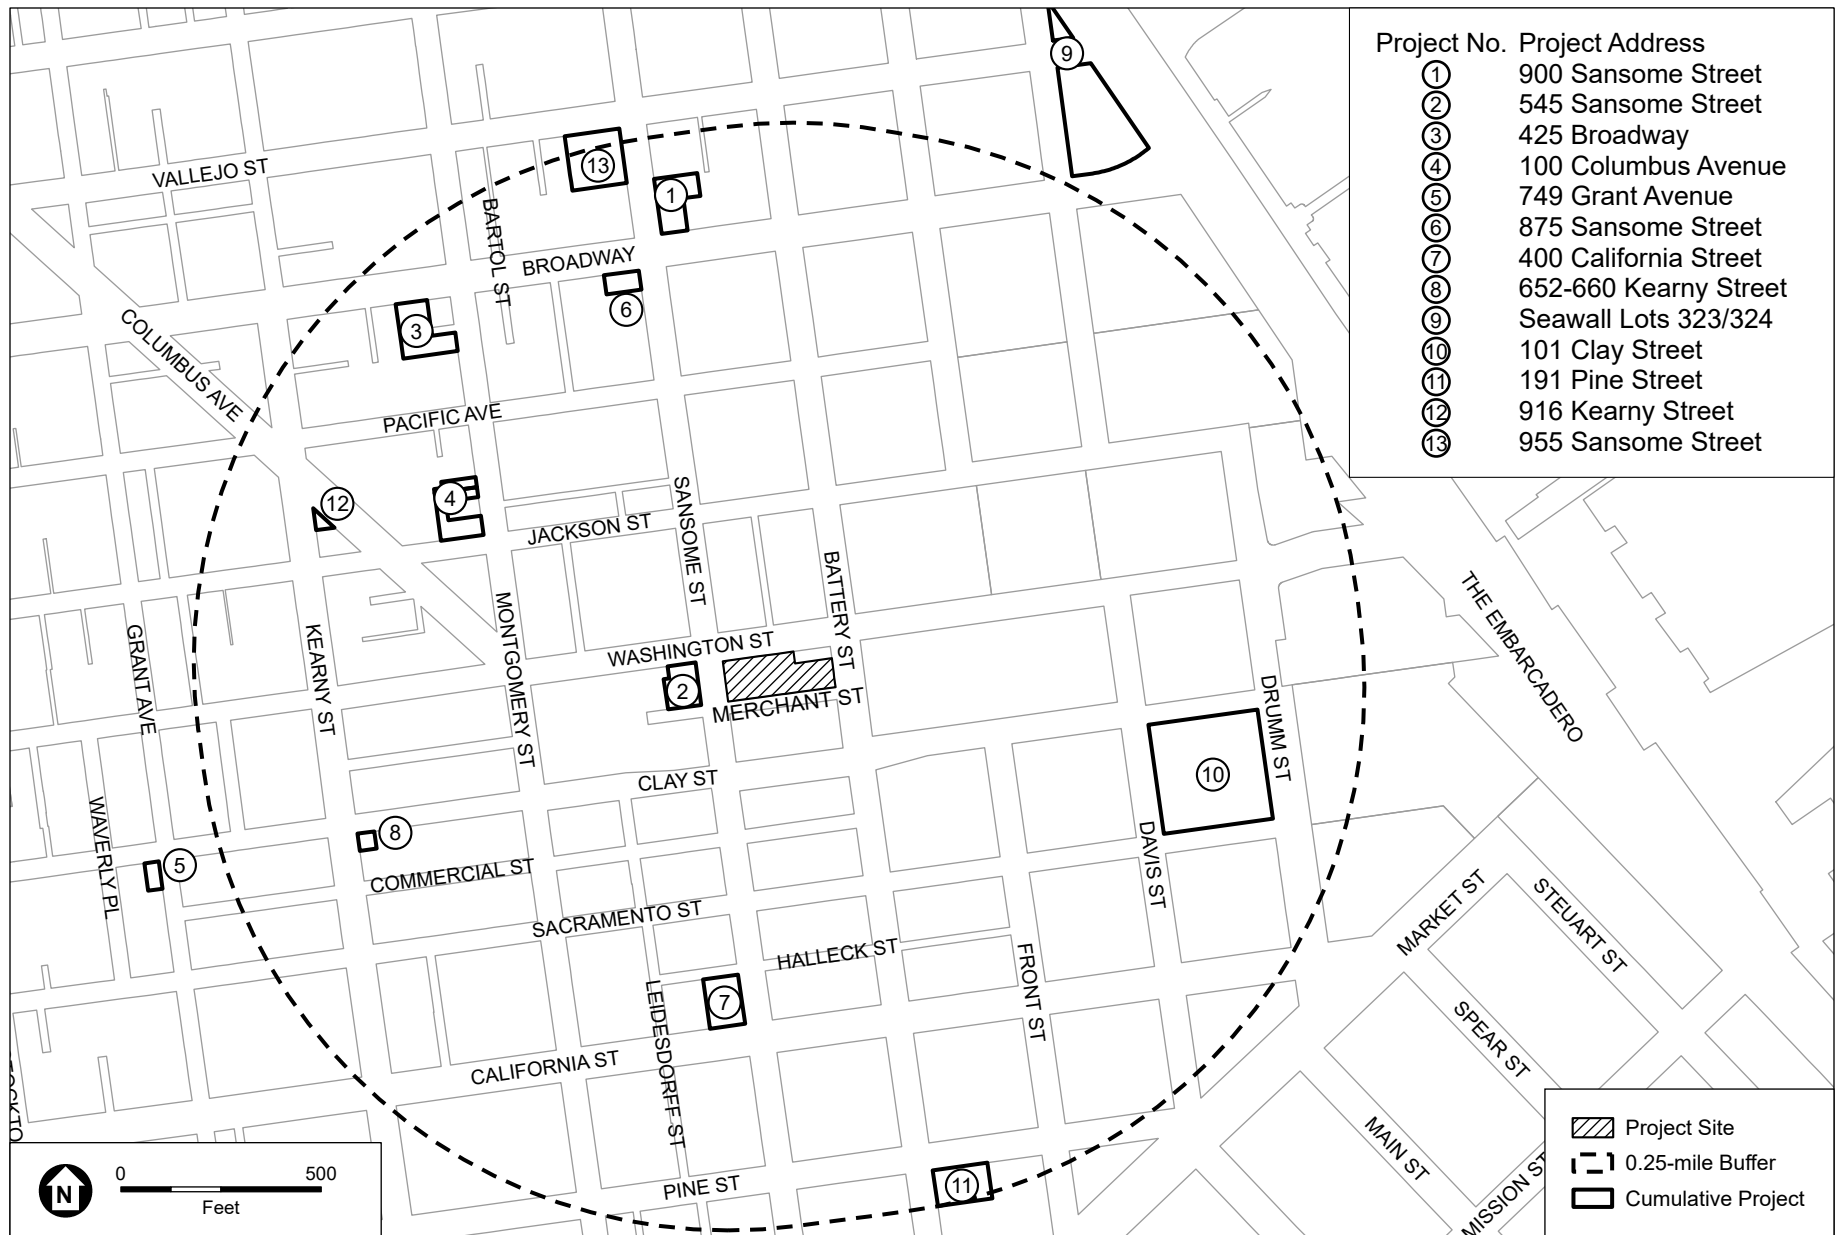 Project No. Project Address
1 900 Sansome Street
2 545 Sansome Street
3 425 Broadway
4 100 Columbus Avenue
5 749 Grant Avenue
6 875 Sansome Street
7 400 California Street
8 652-660 Kearny Street
9 Seawall Lots 323/324
10 101 Clay Street
11 191 Pine Street
12 916 Kearny Street
13 955 Sansome Street
9
13
VALLEJO ST
1
BARTOL ST
BROADWAY
6
3
COLUMBUS AVE
PACIFIC AVE
12
4
JACKSON ST
SANSOME ST
BATTERY ST
THE EMBARCADERO
GRANT AVE
KEARNY ST
MONTGOMERY ST
WASHINGTON ST
2
MERCHANT ST
DRUMM ST
CLAY ST
10
WAVERLY PL
8
5
COMMERCIAL ST
DAVIS ST
MARKET ST
STEUART ST
SACRAMENTO ST
HALLECK ST
FRONT ST
LEIDESDORFF ST
7
SPEAR ST
CALIFORNIA ST
MAIN ST
MISSION ST
PINE ST
11
OCKTO
N
0 500
Feet
Project Site
0.25-mile Buffer
Cumulative Project